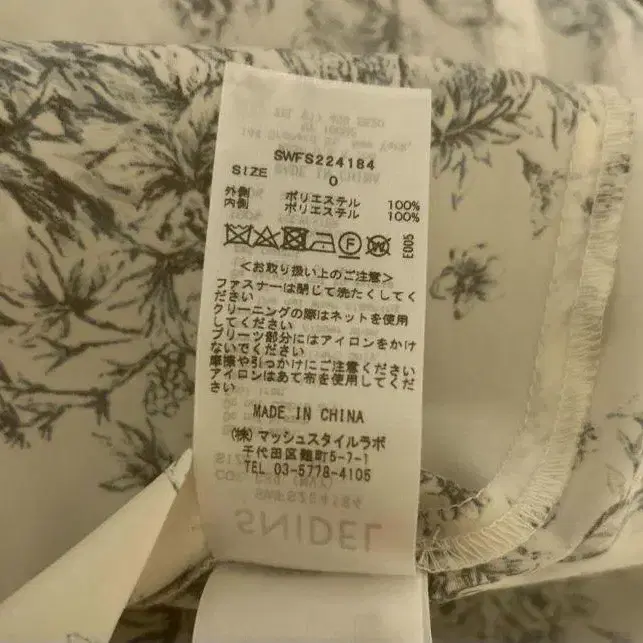 SWFS224184
SIZE 0
外側 ポリエステル 100%
内側 ポリエステル 100%
E005
<お取り扱い上のご注意>
ファスナーは閉じて洗たくしてく
ださい
クリーニングの際はネットを使用
してください
プリーツ部分にはアイロンをかけ
ないでください
摩擦や引っかけにご注意ください
アイロンはあて布を使用してくだ
さい
MADE IN CHINA
(株)マッシュスタイルラボ
千代田区麹町5-7-1
TEL 03-5778-4105
SNIDEL